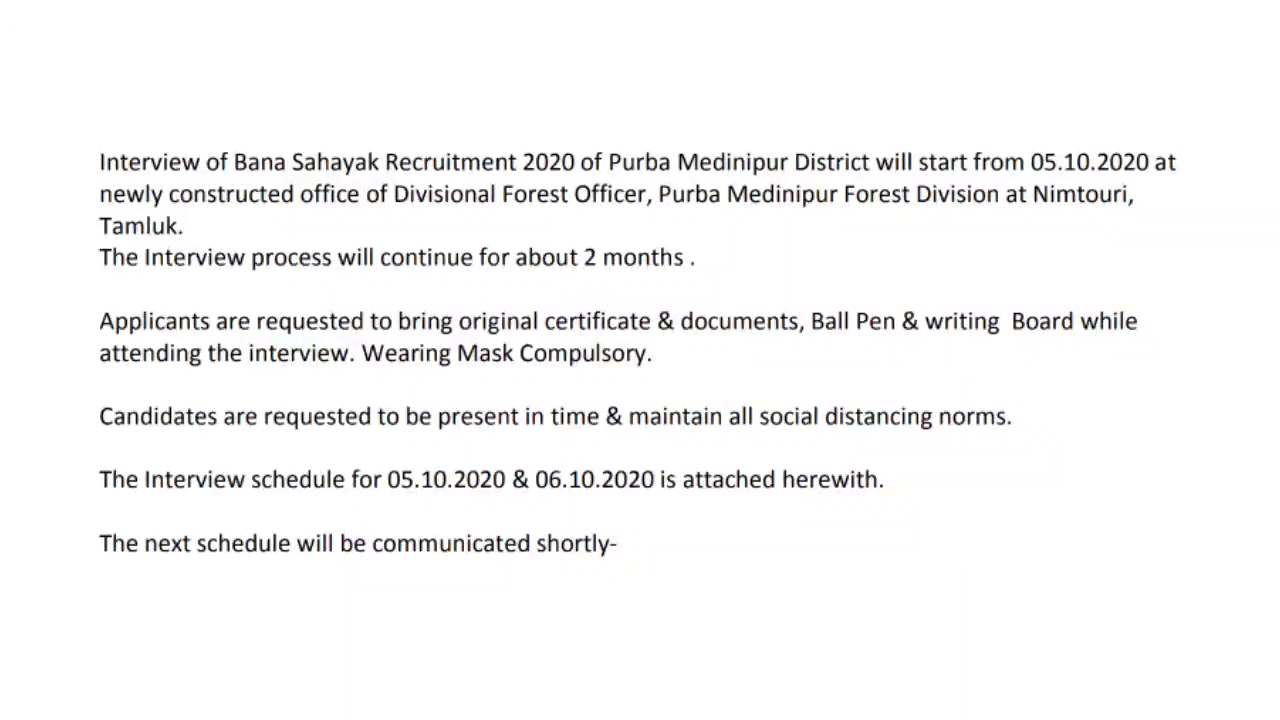 Interview of Bana Sahayak Recruitment 2020 of Purba Medinipur District will start from 05.10.2020 at
newly constructed office of Divisional Forest Officer, Purba Medinipur Forest Division at Nimtouri,
Tamluk.
The Interview process will continue for about 2 months .
Applicants are requested to bring original certificate & documents, Ball Pen & writing  Board while
attending the interview. Wearing Mask Compulsory.
Candidates are requested to be present in time & maintain all social distancing norms.
The Interview schedule for 05.10.2020 & 06.10.2020 is attached herewith.
The next schedule will be communicated shortly-